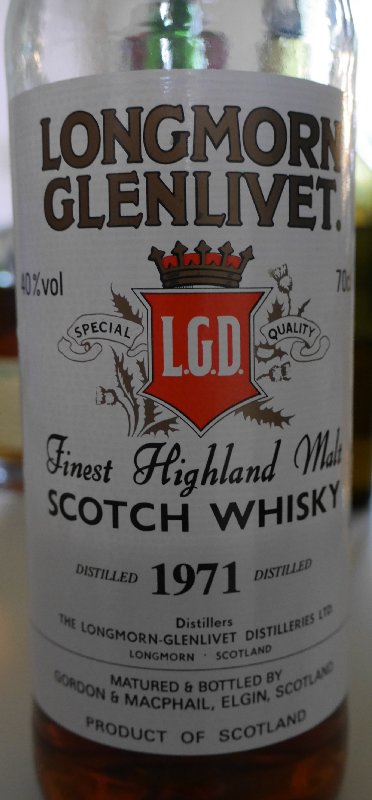 LONGMORN
GLENLIVET.
40%vol
70cl
SPECIAL
QUALITY
L.G.D.
Finest Highland Malt
SCOTCH WHISKY
DISTILLED 1971 DISTILLED
Distillers
THE LONGMORN-GLENLIVET DISTILLERIES LTD
LONGMORN · SCOTLAND
MATURED & BOTTLED BY
GORDON & MACPHAIL, ELGIN, SCOTLAND
PRODUCT OF SCOTLAND